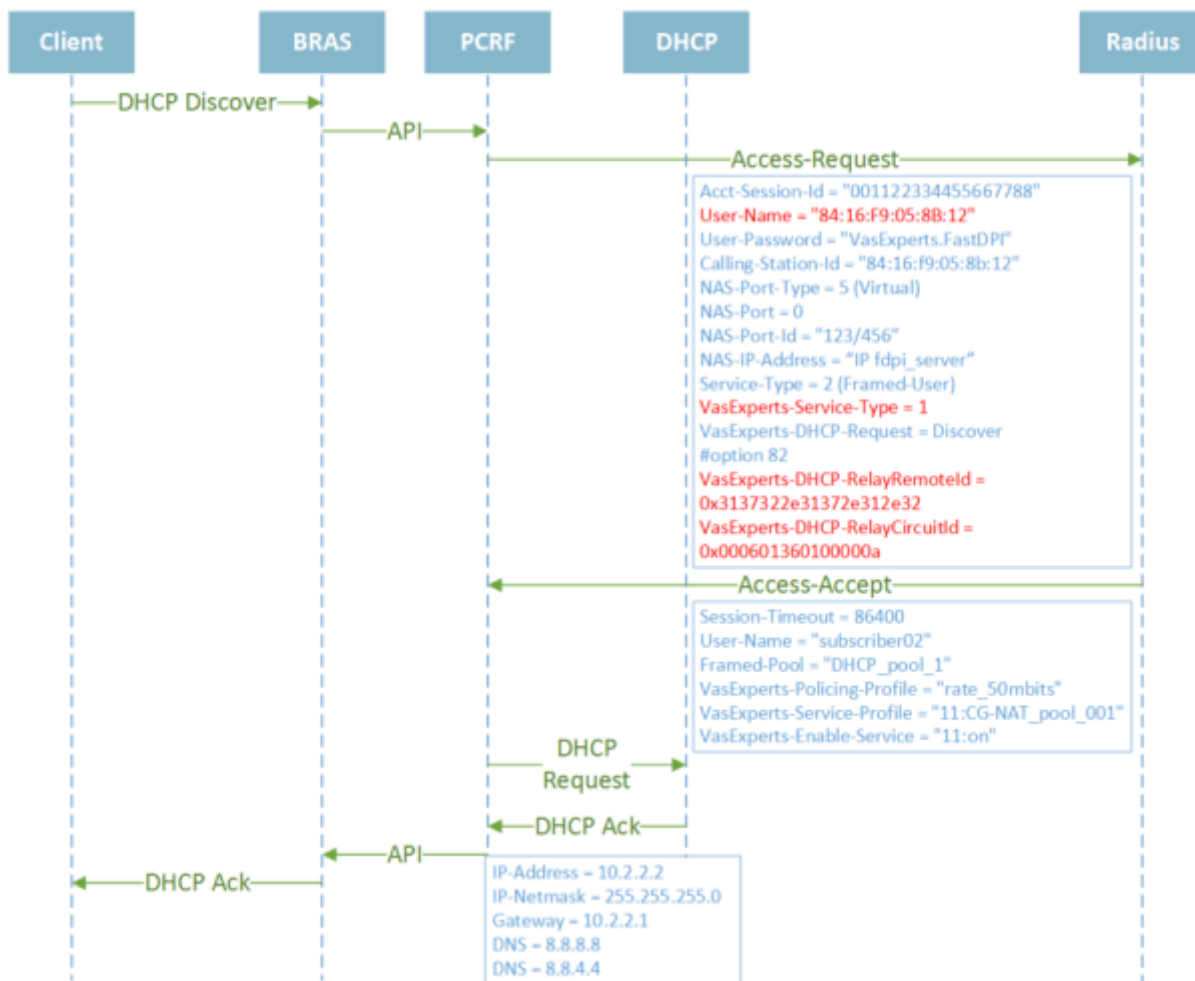 Client
BRAS
PCRF
DHCP
Radius
DHCP Discover
API
Access-Request
Acct-Session-Id = "001122334455667788"
User-Name = "84:16:F9:05:8B:12"
User-Password = "VasExperts.FastDPI"
Calling-Station-Id = "84:16:f9:05:8b:12"
NAS-Port-Type = 5 (Virtual)
NAS-Port = 0
NAS-Port-Id = "123/456"
NAS-IP-Address = “IP fdpi_server”
Service-Type = 2 (Framed-User)
VasExperts-Service-Type = 1
VasExperts-DHCP-Request = Discover
#option 82
VasExperts-DHCP-RelayRemoteId =
0x3137322e31372e312e32
VasExperts-DHCP-RelayCircuitId =
0x000601360100000a
Access-Accept
Session-Timeout = 86400
User-Name = "subscriber02"
Framed-Pool = "DHCP_pool_1"
VasExperts-Policing-Profile = "rate_50mbits"
VasExperts-Service-Profile = "11:CG-NAT_pool_001"
VasExperts-Enable-Service = "11:on"
DHCP
Request
DHCP Ack
API
DHCP Ack
IP-Address = 10.2.2.2
IP-Netmask = 255.255.255.0
Gateway = 10.2.2.1
DNS = 8.8.8.8
DNS = 8.8.4.4